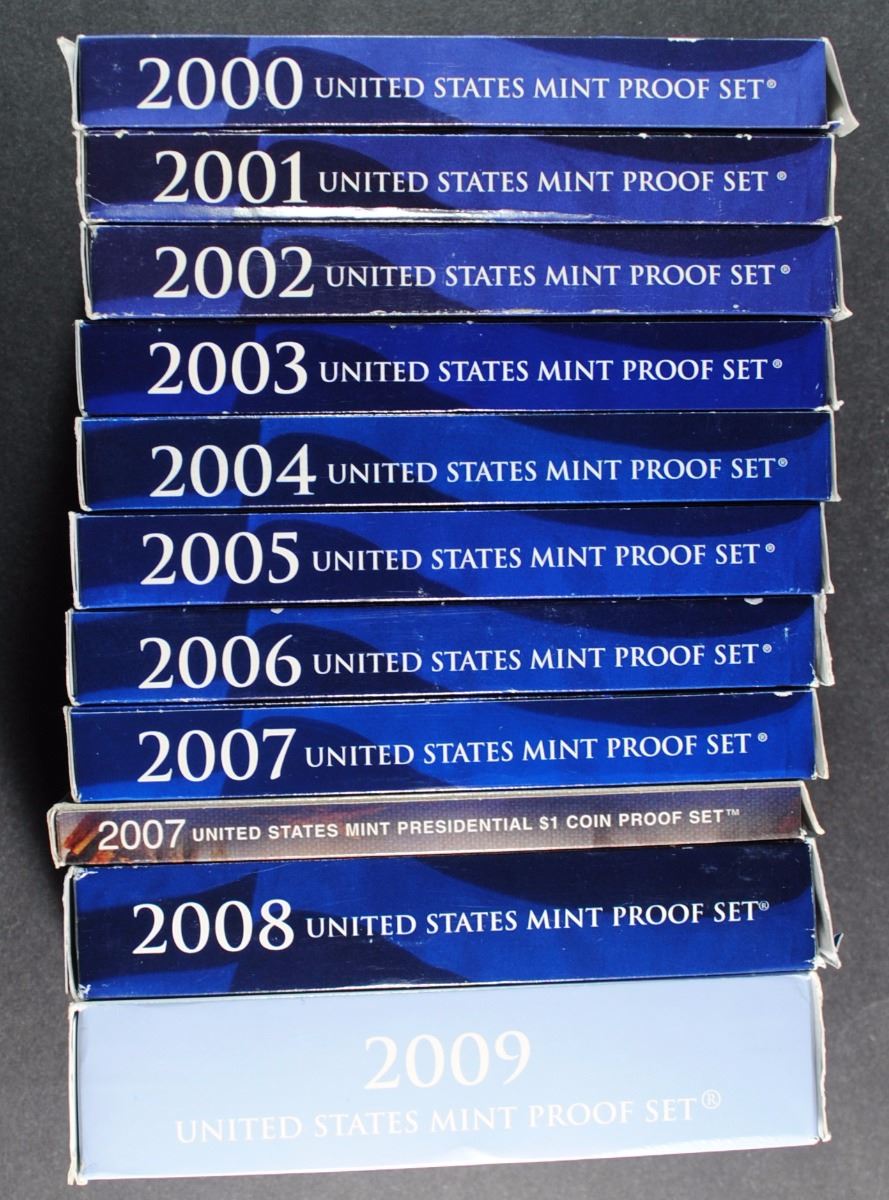 2000 UNITED STATES MINT PROOF SET®
2001 UNITED STATES MINT PROOF SET®
2002 UNITED STATES MINT PROOF SET®
2003 UNITED STATES MINT PROOF SET®
2004 UNITED STATES MINT PROOF SET®
2005 UNITED STATES MINT PROOF SET®
2006 UNITED STATES MINT PROOF SET®
2007 UNITED STATES MINT PROOF SET®
2007 UNITED STATES MINT PRESIDENTIAL $1 COIN PROOF SET™
2008 UNITED STATES MINT PROOF SET®
2009
UNITED STATES MINT PROOF SET®